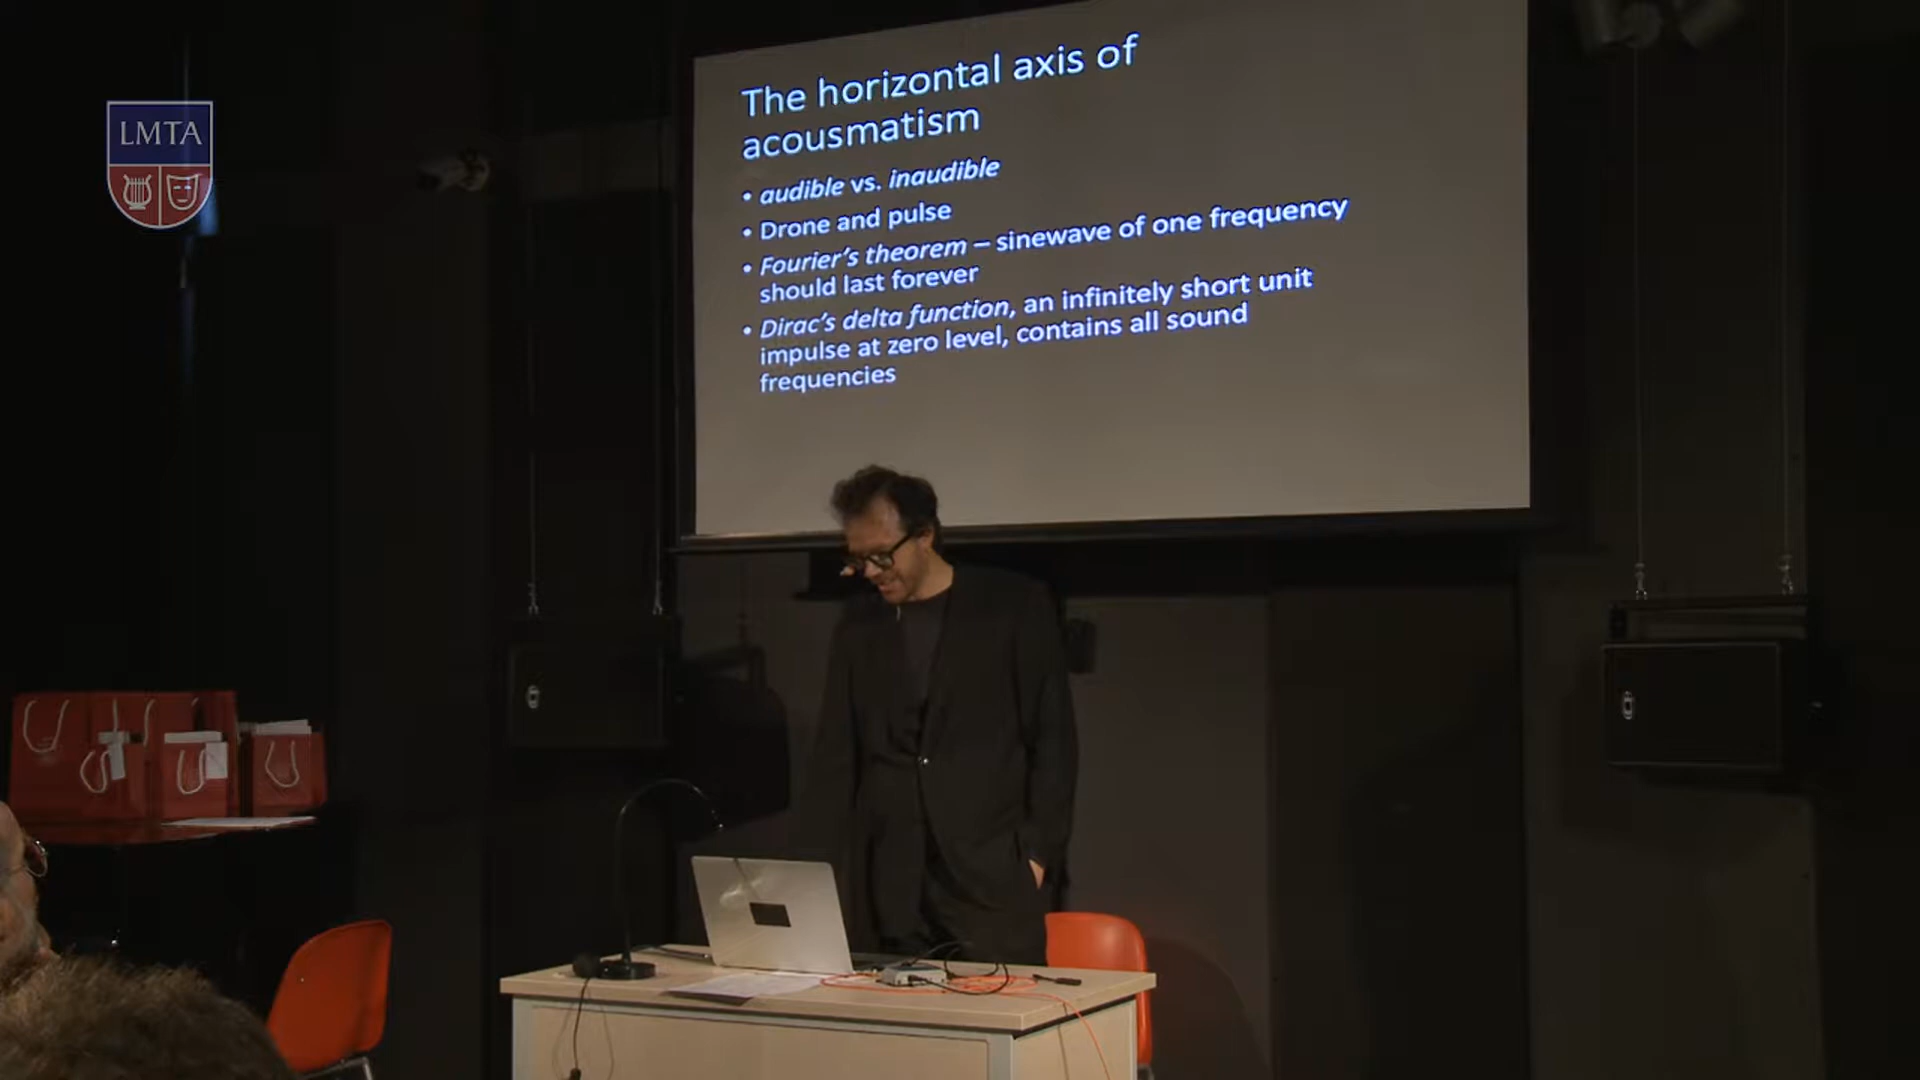 LMTA
The horizontal axis of
acousmatism
• audible vs. inaudible
• Drone and pulse
• Fourier's theorem – sinewave of one frequency
should last forever
• Dirac's delta function, an infinitely short unit
impulse at zero level, contains all sound
frequencies